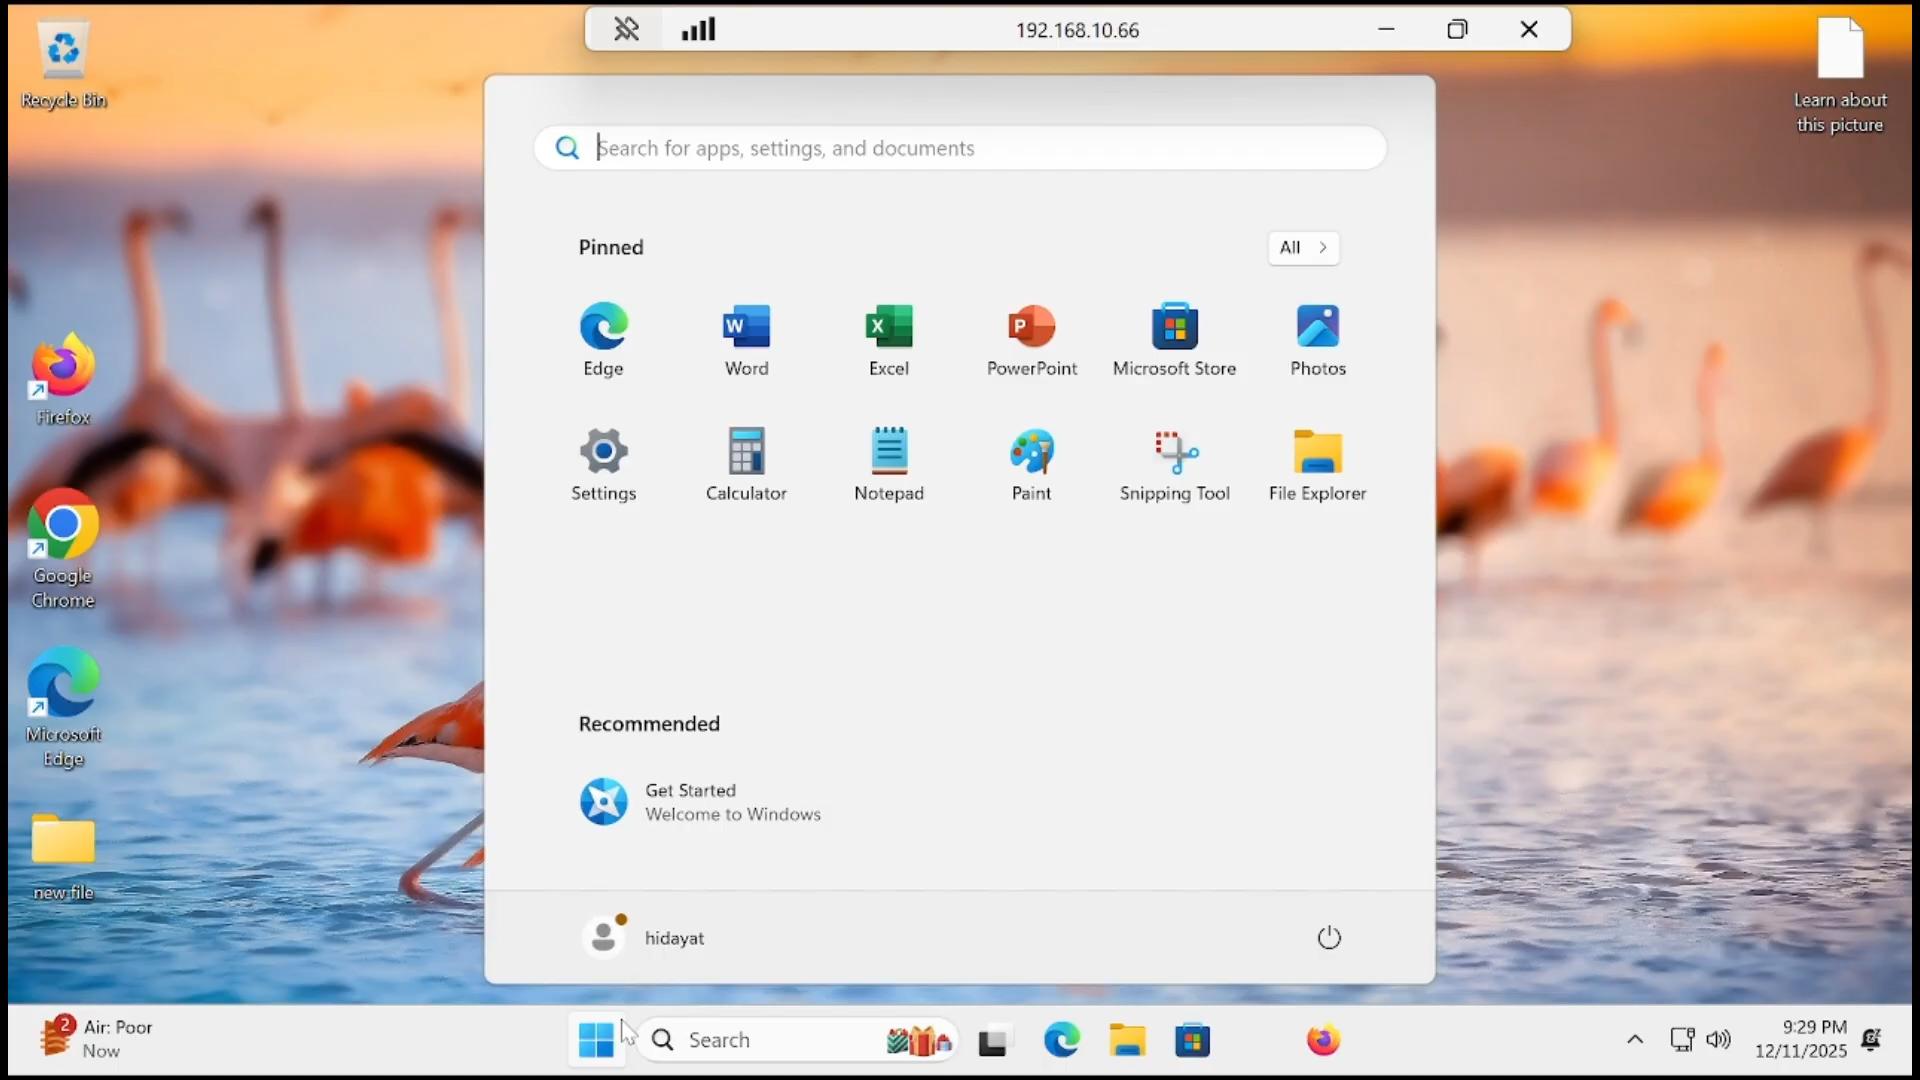 192.168.10.66
Recycle Bin
Learn about
this picture
Search for apps, settings, and documents
Pinned
All
Edge
Word
Excel
PowerPoint
Microsoft Store
Photos
Firefox
Settings
Calculator
Notepad
Paint
Snipping Tool
File Explorer
Google
Chrome
Microsoft
Edge
Recommended
Get Started
Welcome to Windows
new file
hidayat
2
Air: Poor
Now
Search
9:29 PM
12/11/2025